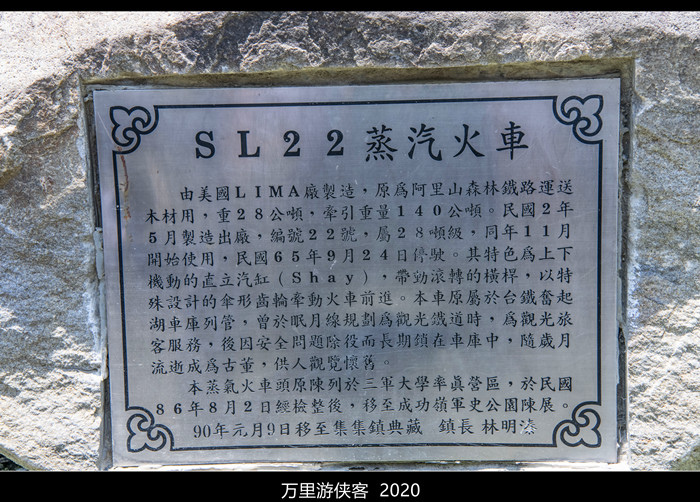 SL22蒸汽火車
由美國LIMA廠製造，原為阿里山森林鐵路運送
木材用，重28公噸，牽引重量140公噸。民國2年
5月製造出廠，編號22號，屬28噸級，同年11月
開始使用，民國65年9月24日停駛。其特色為上下
機動的直立汽缸（Shay），帶動滾轉的橫桿，以特
殊設計的傘形齒輪牽動火車前進。本車原屬於台鐵奮起
湖車庫列管，曾於眠月線規劃為觀光鐵道時，為觀光旅
客服務，後因安全問題除役而長期鎖在車庫中，隨歲月
流逝成為古董，供人觀覽懷舊。
本蒸氣火車頭原陳列於三軍大學率真營區，於民國
86年8月2日經檢整後，移至成功嶺軍史公園陳展。
90年元月9日移至集集鎮典藏 鎮長 林明溱
万里游侠客 2020